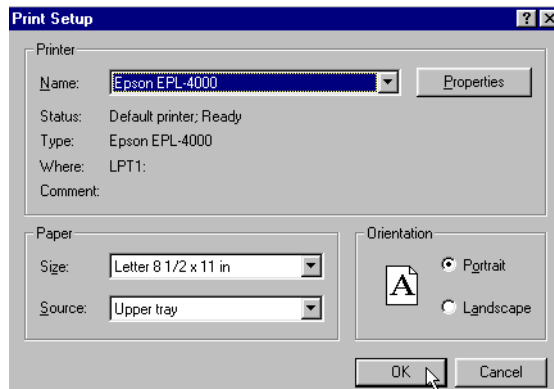 Print Setup
Printer
Name: Epson EPL-4000 Properties
Status: Default printer; Ready
Type: Epson EPL-4000
Where: LPT1:
Comment:
Paper
Size: Letter 8 1/2 x 11 in
Source: Upper tray
Orientation
A
Portrait
Landscape
OK Cancel